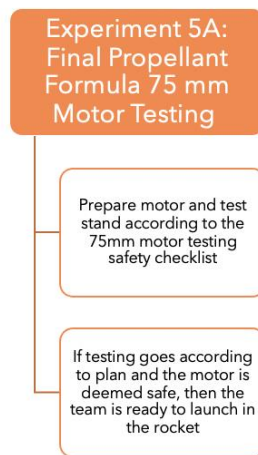 Experiment 5A:
Final Propellant
Formula 75 mm
Motor Testing
Prepare motor and test
stand according to the
75mm motor testing
safety checklist
If testing goes according
to plan and the motor is
deemed safe, then the
team is ready to launch in
the rocket